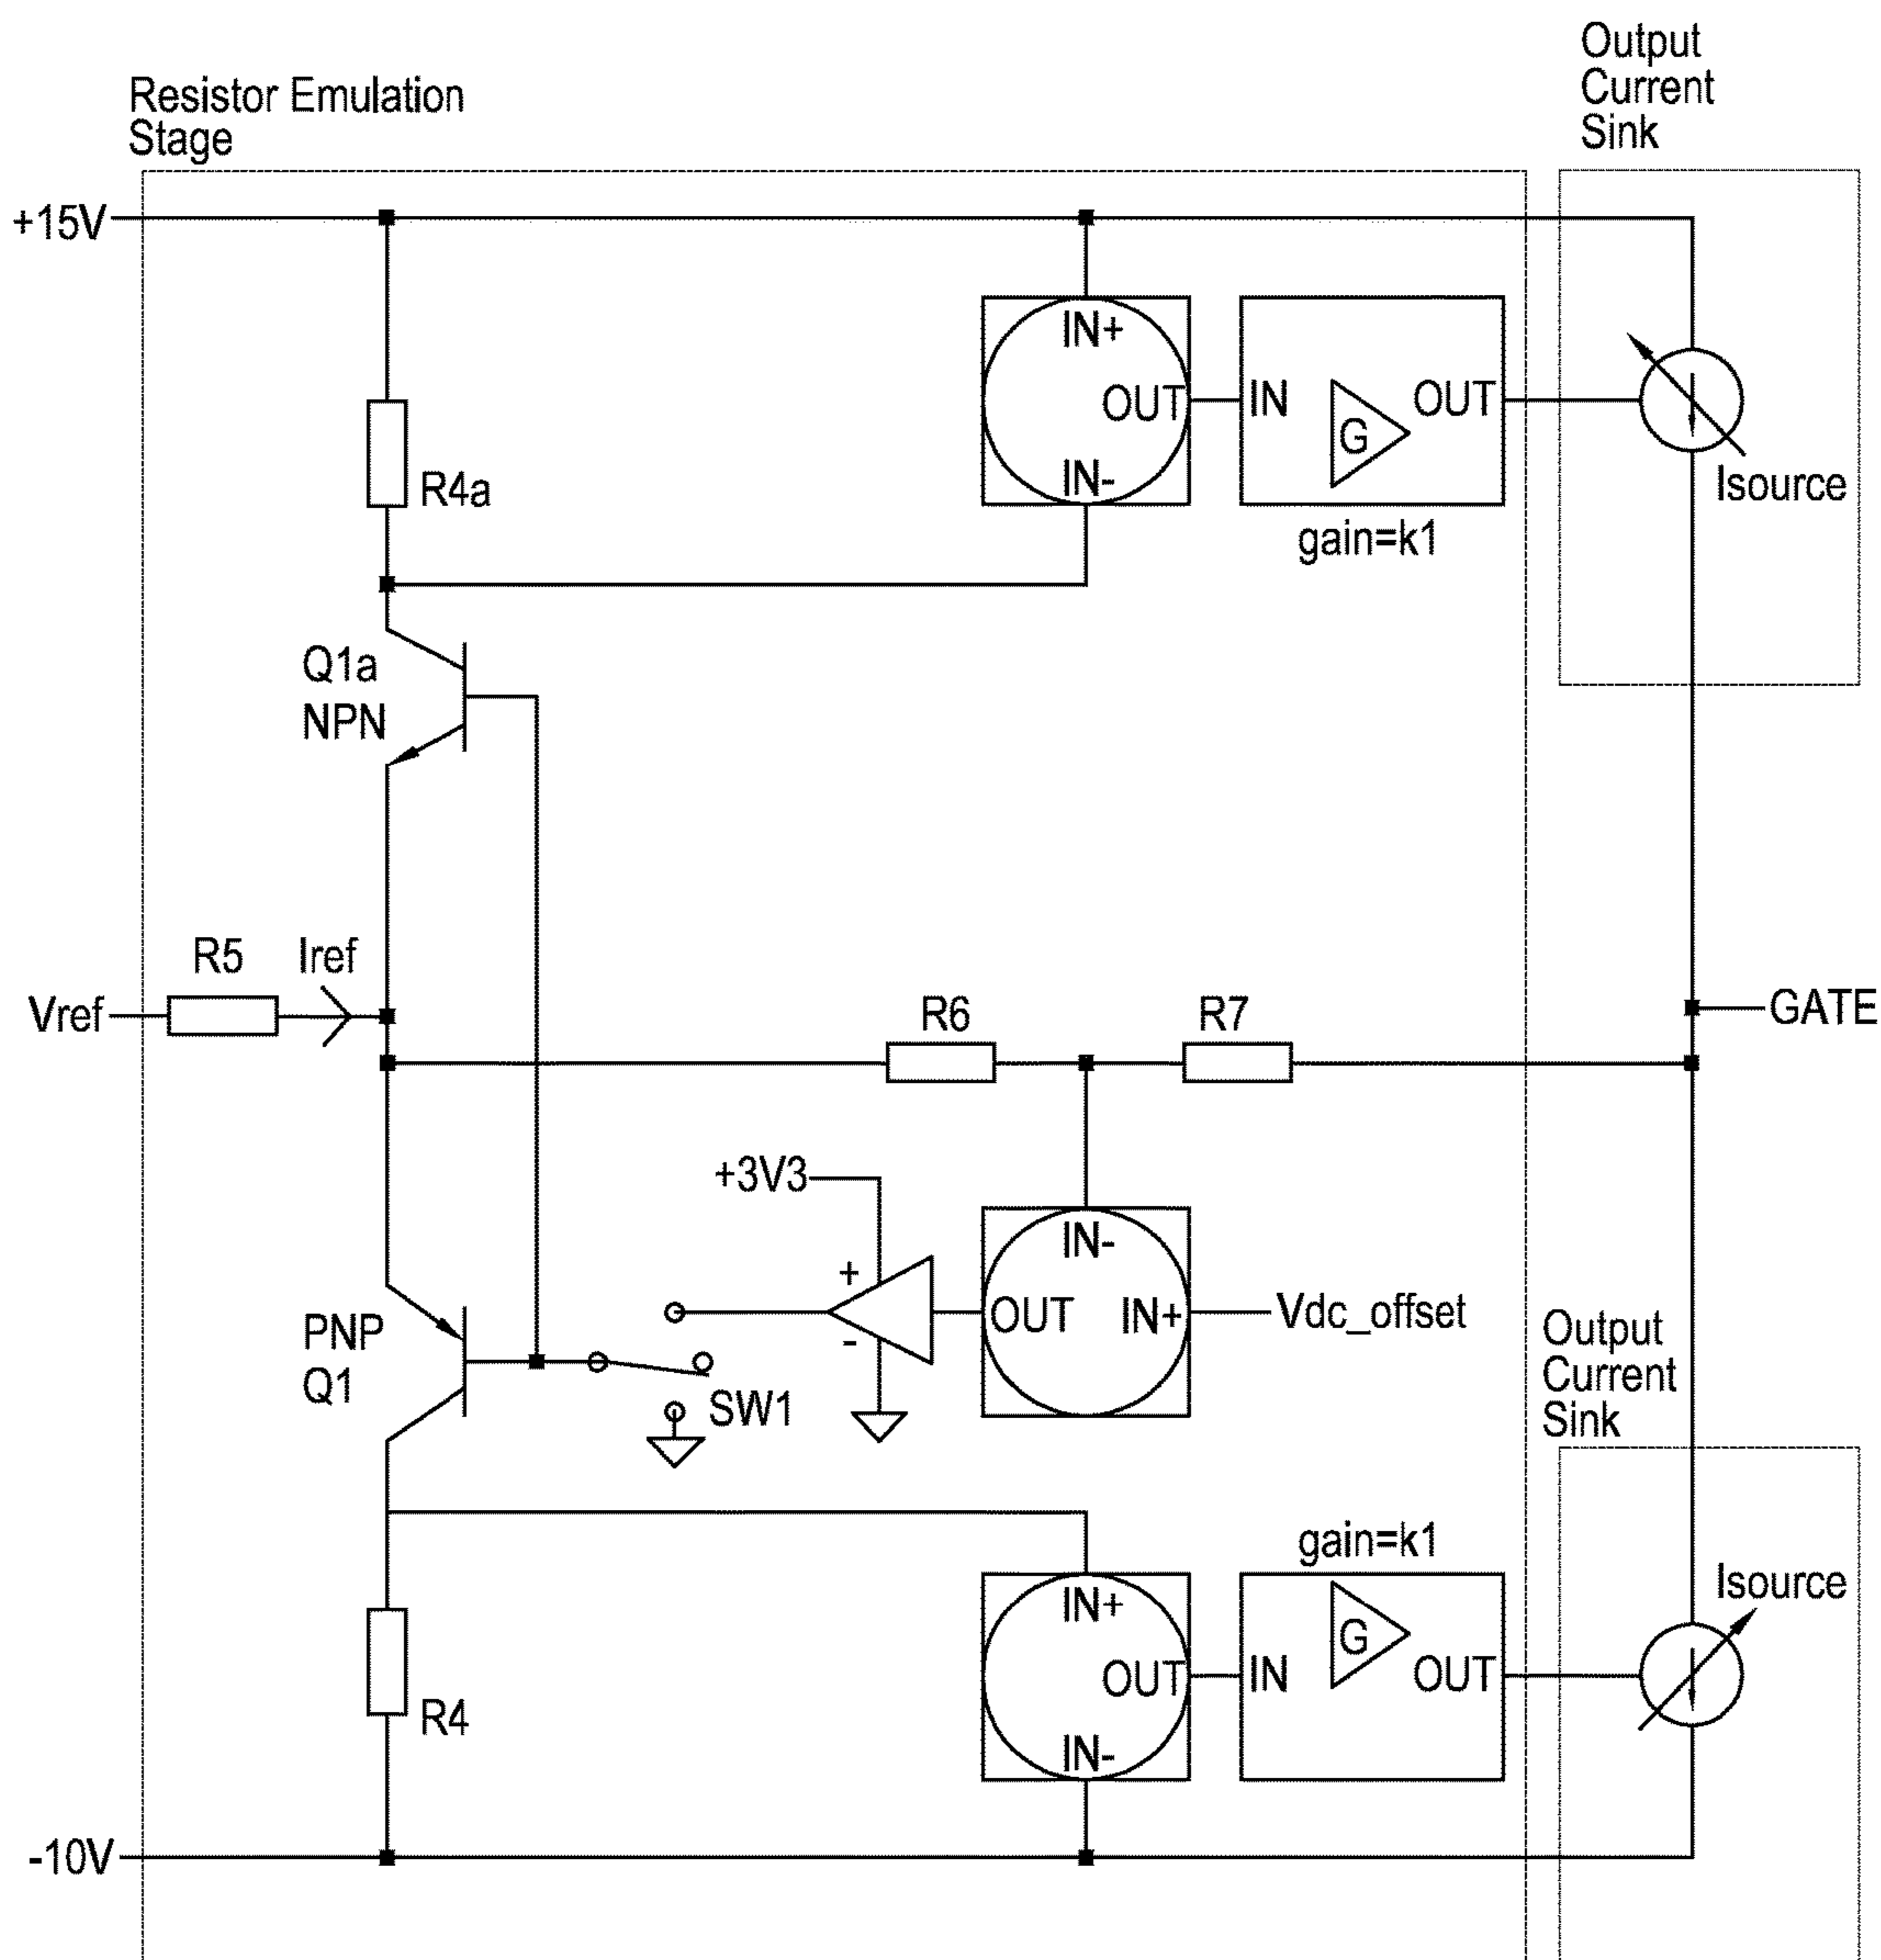 Output
Current
Sink
Resistor Emulation
Stage
+15V
IN+
OUT
IN-
IN
G
OUT
gain=k1
Isource
R4a
Q1a
NPN
R5
Iref
Vref
R6
R7
GATE
+3V3
+
-
IN-
OUT
IN+
Vdc_offset
PNP
Q1
SW1
Output
Current
Sink
gain=k1
Isource
IN+
OUT
IN-
IN
G
OUT
R4
-10V